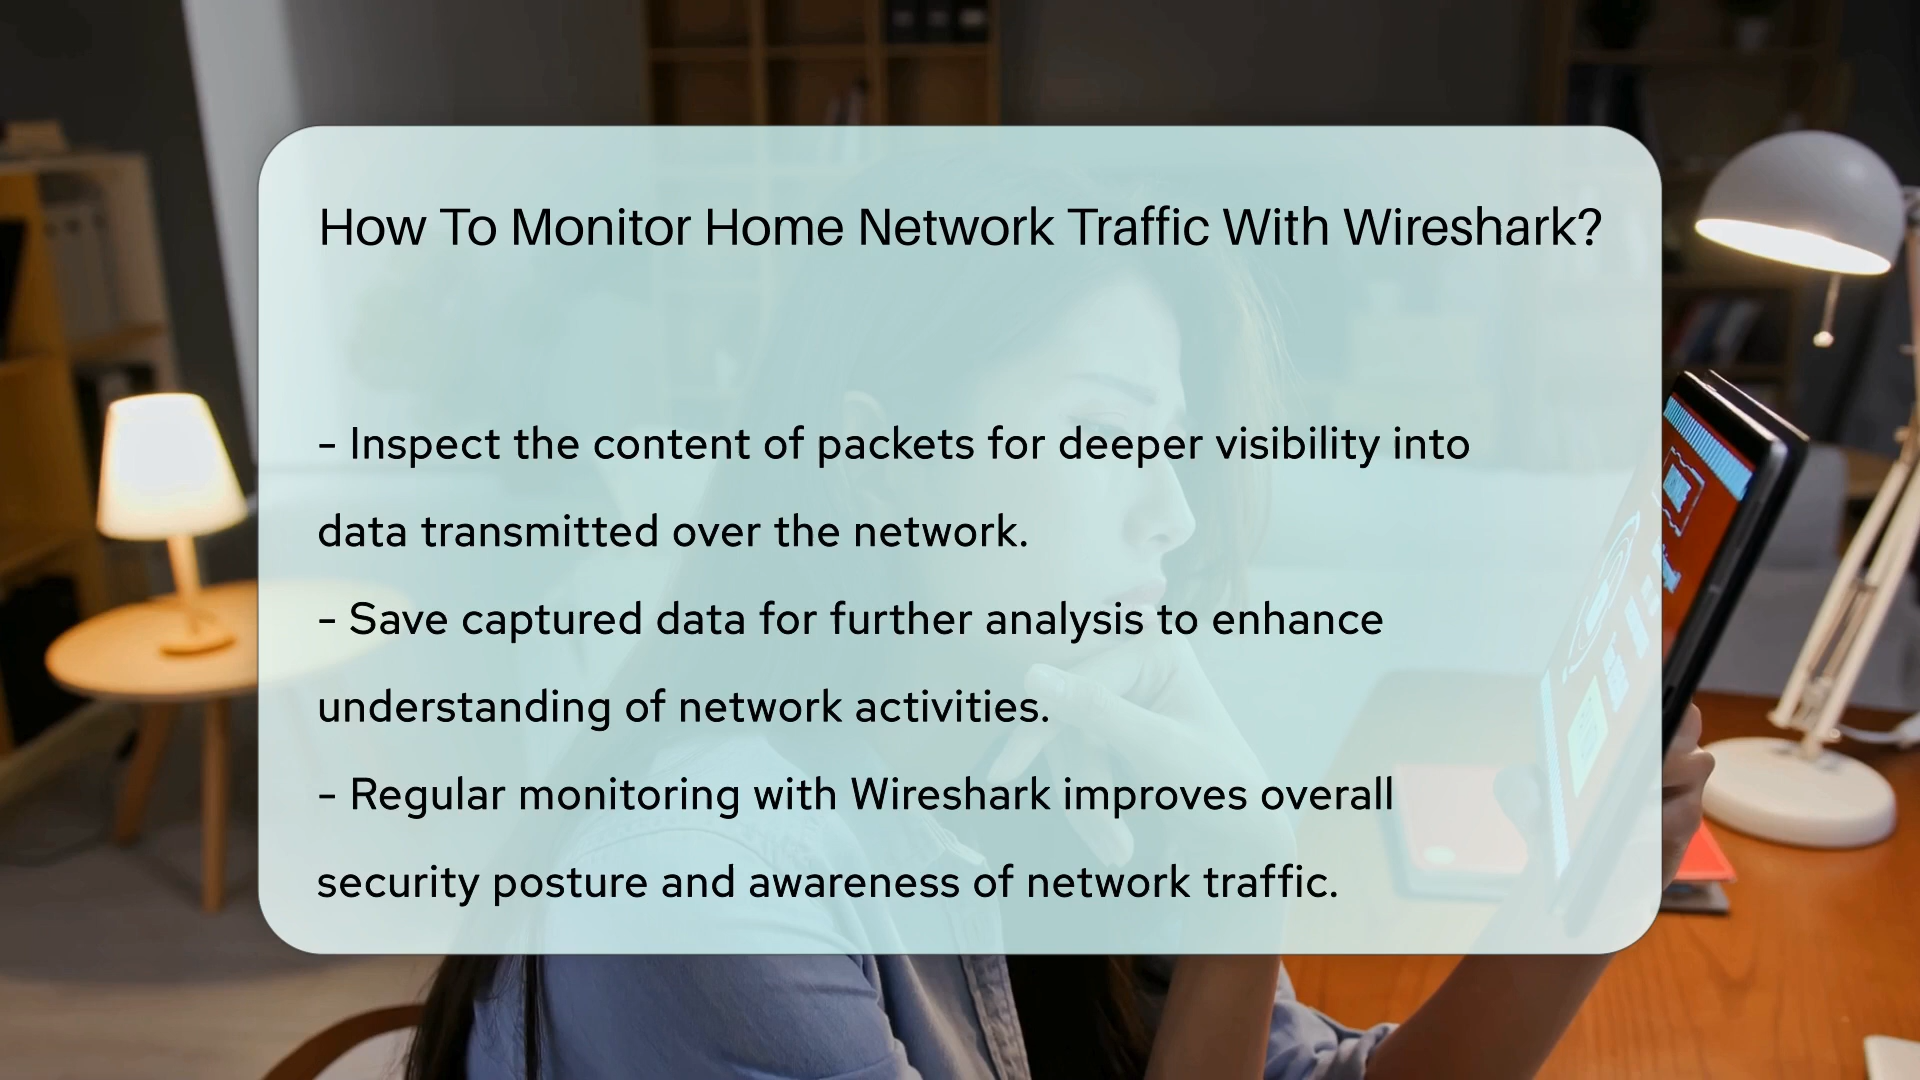 How To Monitor Home Network Traffic With Wireshark?
- Inspect the content of packets for deeper visibility into
data transmitted over the network.
- Save captured data for further analysis to enhance
understanding of network activities.
- Regular monitoring with Wireshark improves overall
security posture and awareness of network traffic.